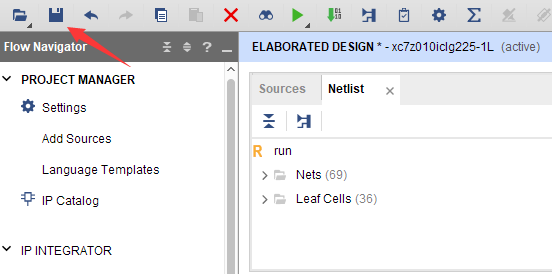 Flow Navigator
ELABORATED DESIGN * - xc7z010iclg225-1L (active)
PROJECT MANAGER
Settings
Add Sources
Language Templates
IP Catalog
IP INTEGRATOR
Sources
Netlist
R run
Nets (69)
Leaf Cells (36)